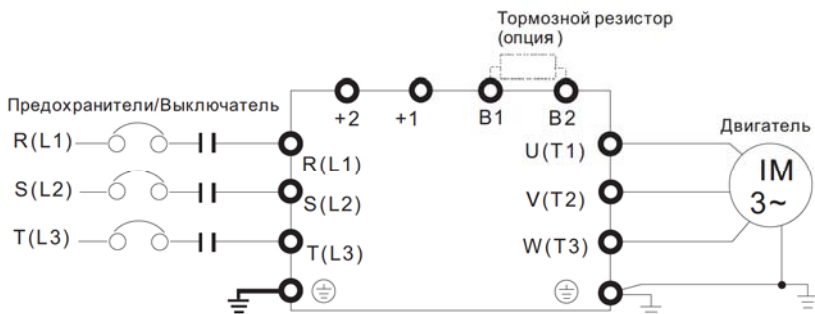 Тормозной резистор
(опция )
Предохранители/Выключатель
+2
+1
B1
B2
Двигатель
R(L1)
R(L1)
U(T1)
IM
3~
S(L2)
S(L2)
V(T2)
T(L3)
T(L3)
W(T3)